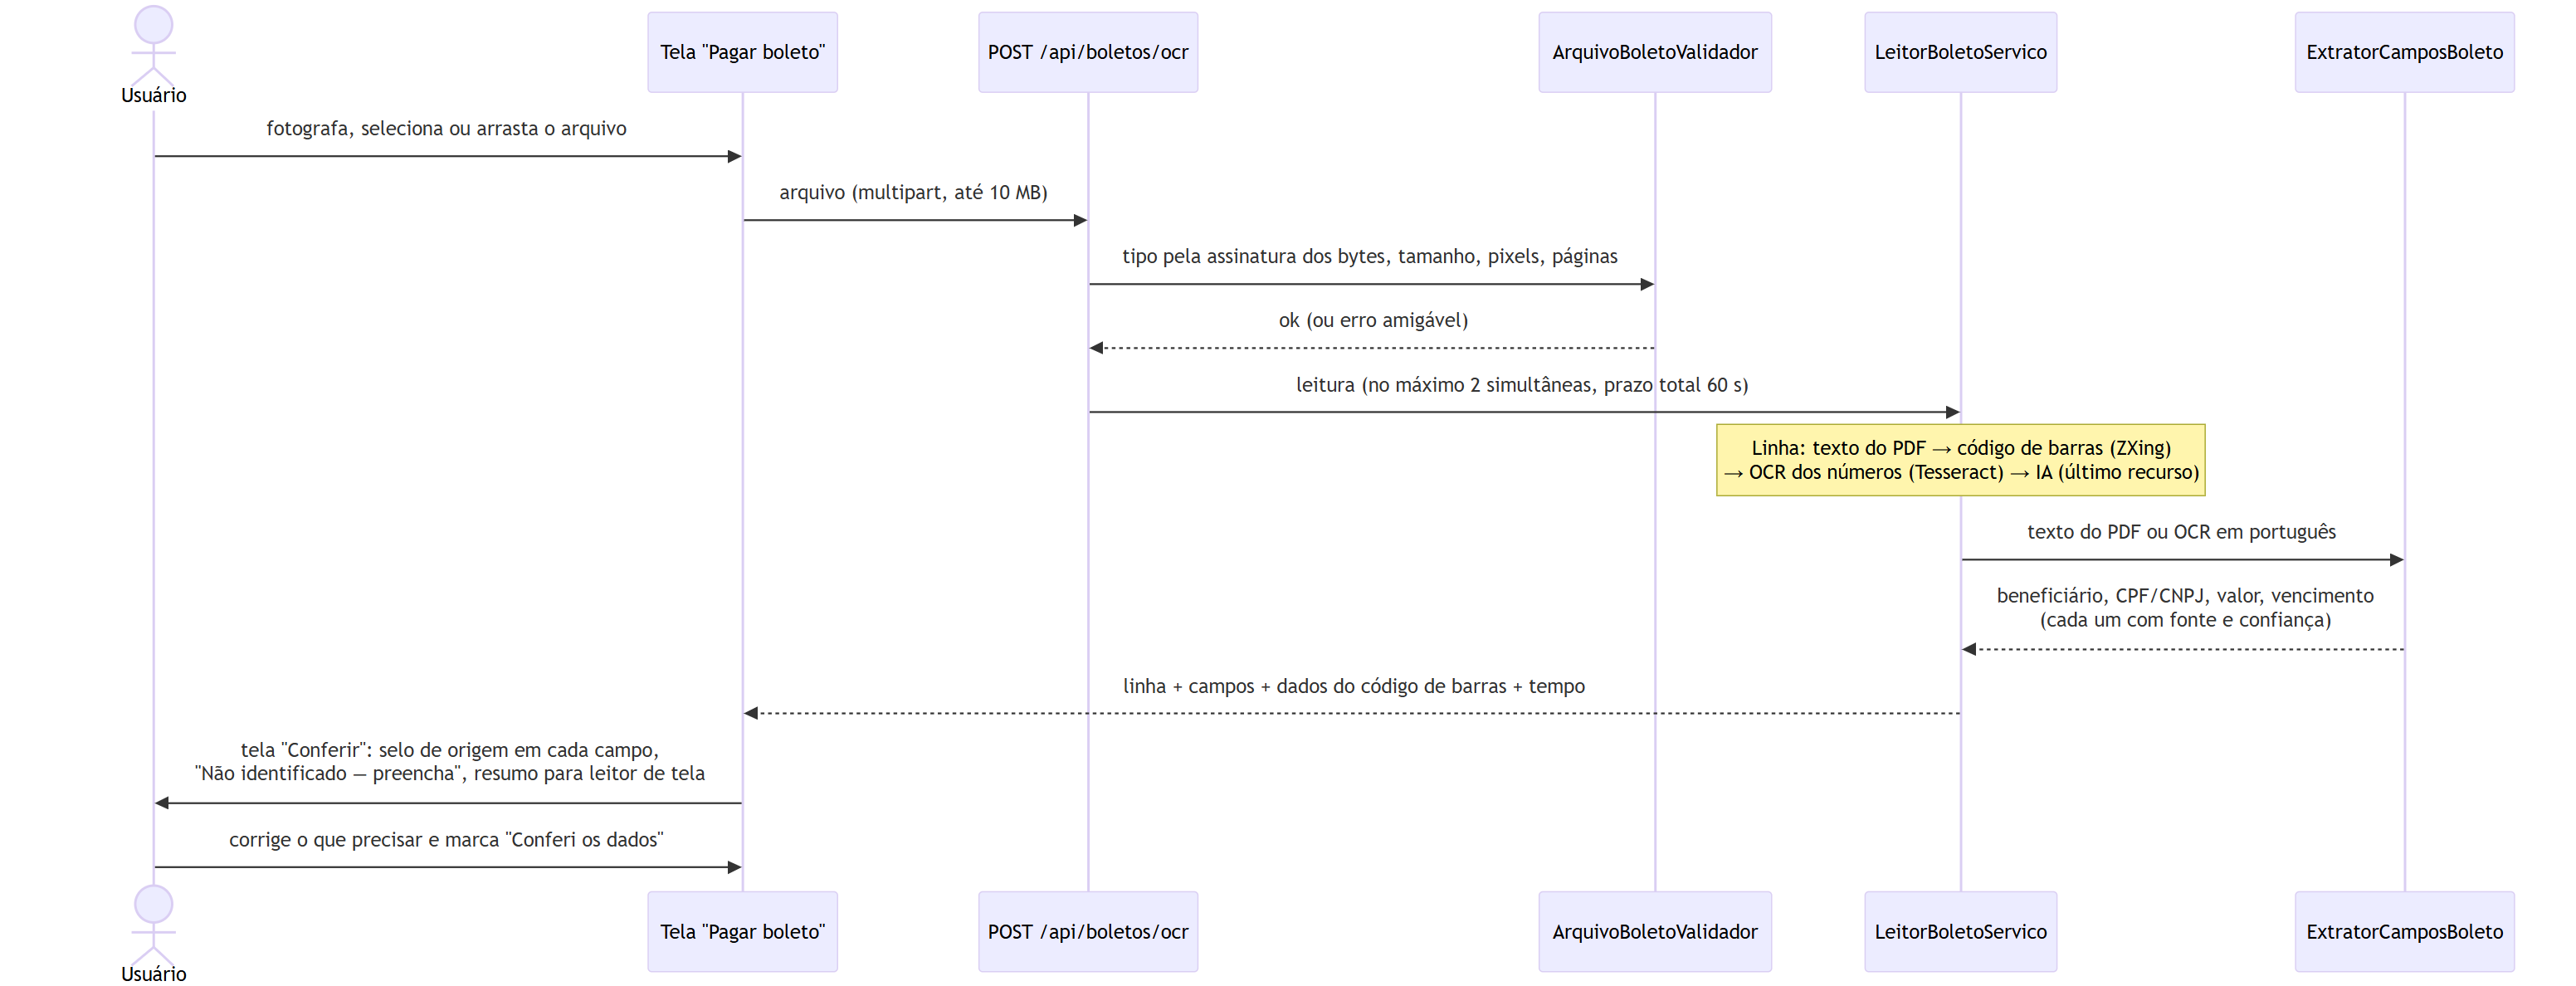 Usuário
Tela "Pagar boleto"
POST /api/boletos/ocr
ArquivoBoletoValidador
LeitorBoletoServico
ExtratorCamposBoleto
fotografa, seleciona ou arrasta o arquivo
arquivo (multipart, até 10 MB)
tipo pela assinatura dos bytes, tamanho, pixels, páginas
ok (ou erro amigável)
leitura (no máximo 2 simultâneas, prazo total 60 s)
Linha: texto do PDF → código de barras (ZXing)
→ OCR dos números (Tesseract) → IA (último recurso)
texto do PDF ou OCR em português
beneficiário, CPF/CNPJ, valor, vencimento
(cada um com fonte e confiança)
linha + campos + dados do código de barras + tempo
tela "Conferir": selo de origem em cada campo,
"Não identificado — preencha", resumo para leitor de tela
corrige o que precisar e marca "Conferi os dados"
Usuário
Tela "Pagar boleto"
POST /api/boletos/ocr
ArquivoBoletoValidador
LeitorBoletoServico
ExtratorCamposBoleto